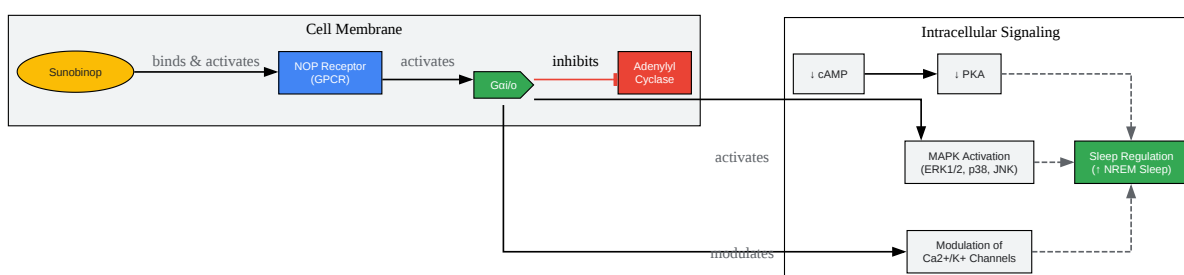 Cell Membrane
Sunobinop
binds & activates
NOP Receptor
(GPCR)
activates
Gαi/o
inhibits
Adenylyl
Cyclase
activates
modulates
Intracellular Signaling
↓ cAMP
↓ PKA
MAPK Activation
(ERK1/2, p38, JNK)
Sleep Regulation
(↑ NREM Sleep)
Modulation of
Ca2+/K+ Channels